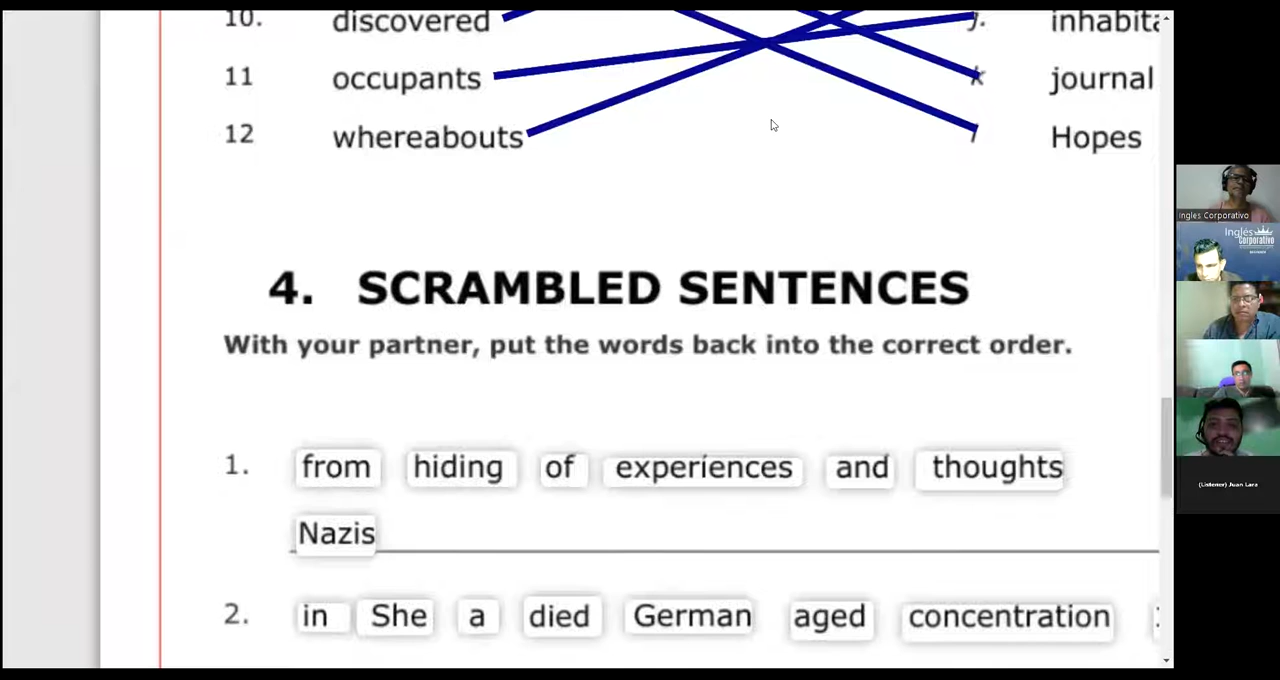 10. discovered j. inhabita
11 occupants k journal
12 whereabouts l Hopes
4. SCRAMBLED SENTENCES
With your partner, put the words back into the correct order.
1. from hiding of experiences and thoughts
Nazis
2. in She a died German aged concentration
Ingles Corporativo
Inglés
Corporativo
(Listener) Juan Lara